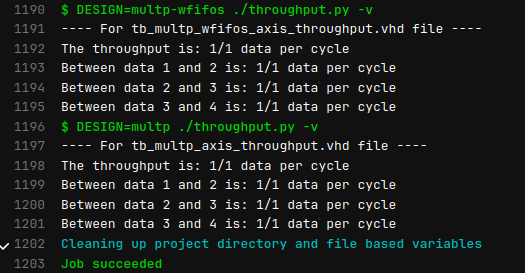 1190 $ DESIGN=multp-wfifos ./throughput.py -v
1191 ---- For tb_multp_wfifos_axis_throughput.vhd file ----
1192 The throughput is: 1/1 data per cycle
1193 Between data 1 and 2 is: 1/1 data per cycle
1194 Between data 2 and 3 is: 1/1 data per cycle
1195 Between data 3 and 4 is: 1/1 data per cycle
1196 $ DESIGN=multp ./throughput.py -v
1197 ---- For tb_multp_axis_throughput.vhd file ----
1198 The throughput is: 1/1 data per cycle
1199 Between data 1 and 2 is: 1/1 data per cycle
1200 Between data 2 and 3 is: 1/1 data per cycle
1201 Between data 3 and 4 is: 1/1 data per cycle
1202 Cleaning up project directory and file based variables
1203 Job succeeded